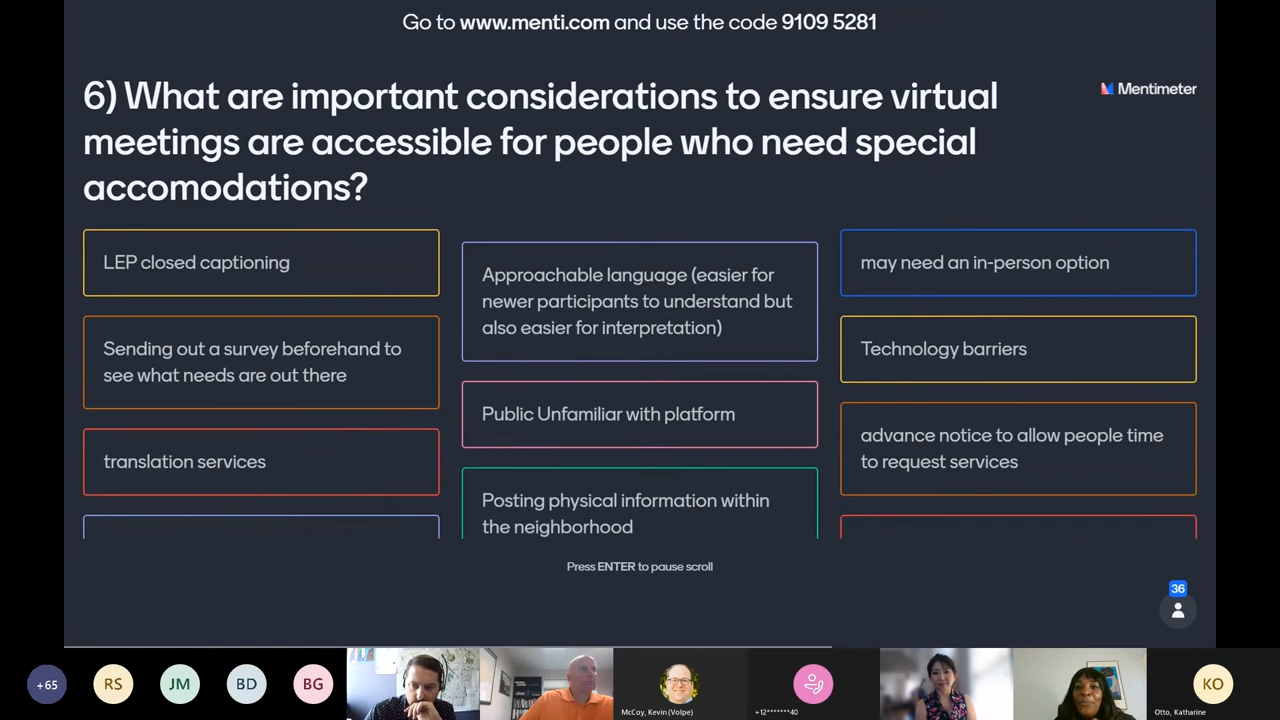 Go to www.menti.com and use the code 9109 5281
6) What are important considerations to ensure virtual
meetings are accessible for people who need special
accomodations?
Mentimeter
LEP closed captioning
Sending out a survey beforehand to
see what needs are out there
translation services
Approachable language (easier for
newer participants to understand but
also easier for interpretation)
Public Unfamiliar with platform
Posting physical information within
the neighborhood
may need an in-person option
Technology barriers
advance notice to allow people time
to request services
Press ENTER to pause scroll
36
+65
RS
JM
BD
BG
McCoy, Kevin (Volpe)
+12*******40
KO
Otto, Katharine